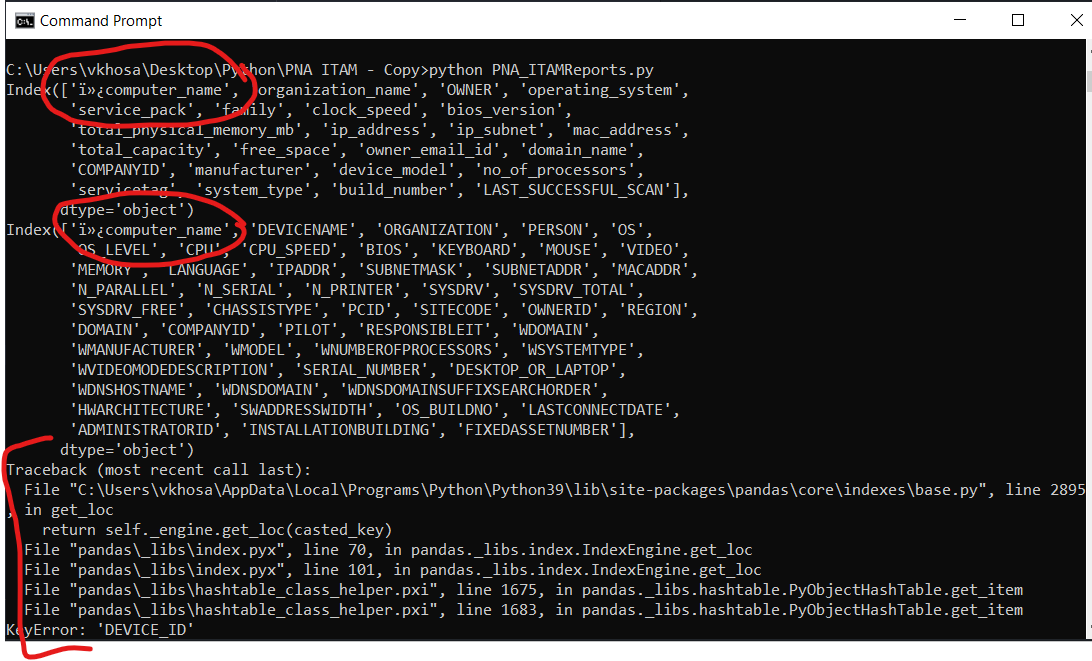 Command Prompt
C:\Users\vkhosa\Desktop\Python\PNA ITAM - Copy>python PNA_ITAMReports.py
Index(['ï»¿computer_name', 'organization_name', 'OWNER', 'operating_system',
'service_pack', 'family', 'clock_speed', 'bios_version',
'total_physical_memory_mb', 'ip_address', 'ip_subnet', 'mac_address',
'total_capacity', 'free_space', 'owner_email_id', 'domain_name',
'COMPANYID', 'manufacturer', 'device_model', 'no_of_processors',
'servicetag', 'system_type', 'build_number', 'LAST_SUCCESSFUL_SCAN'],
dtype='object')
Index(['ï»¿computer_name', 'DEVICENAME', 'ORGANIZATION', 'PERSON', 'OS',
'OS_LEVEL', 'CPU', 'CPU_SPEED', 'BIOS', 'KEYBOARD', 'MOUSE', 'VIDEO',
'MEMORY', 'LANGUAGE', 'IPADDR', 'SUBNETMASK', 'SUBNETADDR', 'MACADDR',
'N_PARALLEL', 'N_SERIAL', 'N_PRINTER', 'SYSDRV', 'SYSDRV_TOTAL',
'SYSDRV_FREE', 'CHASSISTYPE', 'PCID', 'SITECODE', 'OWNERID', 'REGION',
'DOMAIN', 'COMPANYID', 'PILOT', 'RESPONSIBLEIT', 'WDOMAIN',
'WMANUFACTURER', 'WMODEL', 'WNUMBEROFPROCESSORS', 'WSYSTEMTYPE',
'WVIDEOMODEDESCRIPTION', 'SERIAL_NUMBER', 'DESKTOP_OR_LAPTOP',
'WDNSHOSTNAME', 'WDNSDOMAIN', 'WDNSDOMAINSUFFIXSEARCHORDER',
'HWARCHITECTURE', 'SWADDRESSWIDTH', 'OS_BUILDNO', 'LASTCONNECTDATE',
'ADMINISTRATORID', 'INSTALLATIONBUILDING', 'FIXEDASSETNUMBER'],
dtype='object')
Traceback (most recent call last):
File "C:\Users\vkhosa\AppData\Local\Programs\Python\Python39\lib\site-packages\pandas\core\indexes\base.py", line 2895
, in get_loc
return self._engine.get_loc(casted_key)
File "pandas\_libs\index.pyx", line 70, in pandas._libs.index.IndexEngine.get_loc
File "pandas\_libs\index.pyx", line 101, in pandas._libs.index.IndexEngine.get_loc
File "pandas\_libs\hashtable_class_helper.pxi", line 1675, in pandas._libs.hashtable.PyObjectHashTable.get_item
File "pandas\_libs\hashtable_class_helper.pxi", line 1683, in pandas._libs.hashtable.PyObjectHashTable.get_item
KeyError: 'DEVICE_ID'